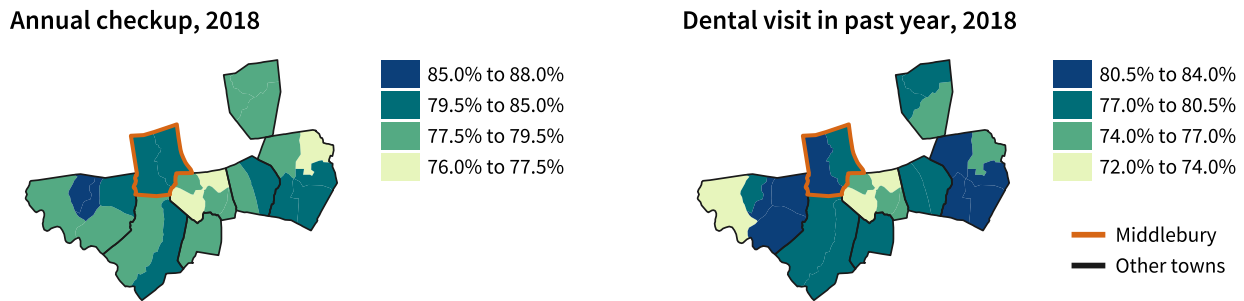 Annual checkup, 2018
85.0% to 88.0%
79.5% to 85.0%
77.5% to 79.5%
76.0% to 77.5%
Dental visit in past year, 2018
80.5% to 84.0%
77.0% to 80.5%
74.0% to 77.0%
72.0% to 74.0%
Middlebury
Other towns